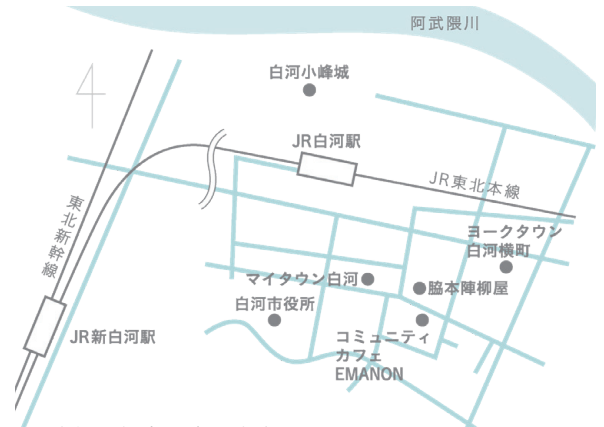 阿武隈川
白河小峰城
JR白河駅
JR東北本線
東北新幹線
ヨークタウン
白河横町
マイタウン白河
脇本陣柳屋
白河市役所
JR新白河駅
コミュニティ
カフェ
EMANON